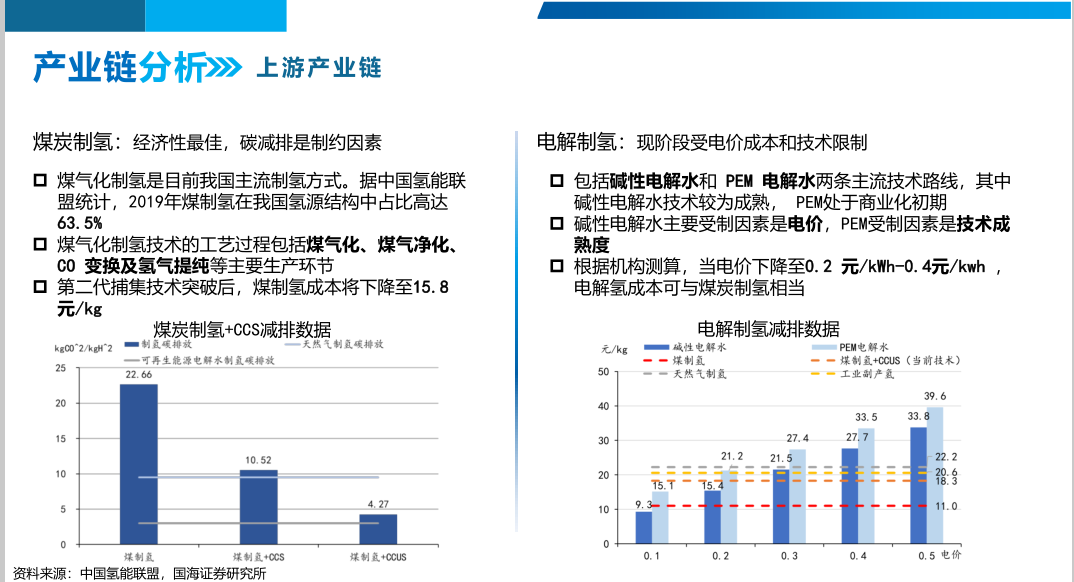 产业链分析 上游产业链
煤炭制氢：经济性最佳，碳减排是制约因素
煤气化制氢是目前我国主流制氢方式。据中国氢能联
盟统计，2019年煤制氢在我国氢源结构中占比高达
63.5%
煤气化制氢技术的工艺过程包括煤气化、煤气净化、
CO 变换及氢气提纯等主要生产环节
第二代捕集技术突破后，煤制氢成本将下降至15.8
元/kg
煤炭制氢+CCS减排数据
kgCO^2/kgH^2
制氢碳排放 天然气制氢碳排放
可再生能源电解水制氢碳排放
25
20
15
10
5
0
22.66
10.52
4.27
煤制氢 煤制氢+CCS 煤制氢+CCUS
资料来源：中国氢能联盟，国海证券研究所
电解制氢：现阶段受电价成本和技术限制
包括碱性电解水和 PEM 电解水两条主流技术路线，其中
碱性电解水技术较为成熟， PEM处于商业化初期
碱性电解水主要受制因素是电价，PEM受制因素是技术成
熟度
根据机构测算，当电价下降至0.2 元/kWh-0.4元/kwh ，
电解氢成本可与煤炭制氢相当
电解制氢减排数据
元/kg
碱性电解水 PEM电解水
煤制氢 煤制氢+CCUS（当前技术）
天然气制氢 工业副产氢
50
40
30
20
10
0
9.3 15.1
15.4 21.2
21.5 27.4
27.7 33.5
33.8 39.6
22.2
20.6
18.3
11.0
0.1 0.2 0.3 0.4 0.5 电价